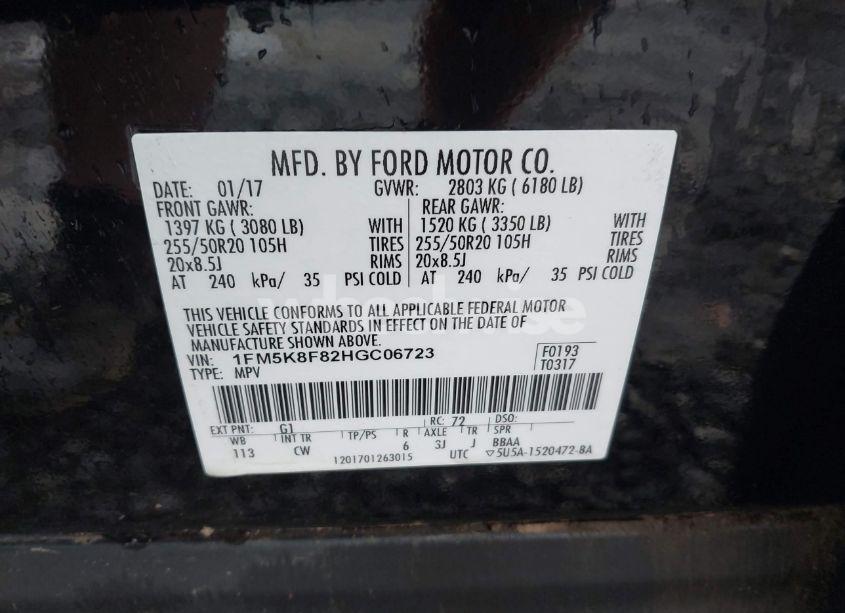 MFD. BY FORD MOTOR CO.
DATE: 01/17 GVWR: 2803 KG ( 6180 LB)
FRONT GAWR: REAR GAWR:
1397 KG ( 3080 LB) WITH 1520 KG ( 3350 LB) WITH
255/50R20 105H TIRES 255/50R20 105H TIRES
20x8.5J RIMS 20x8.5J RIMS
AT 240 kPa/ 35 PSI COLD AT 240 kPa/ 35 PSI COLD
THIS VEHICLE CONFORMS TO ALL APPLICABLE FEDERAL MOTOR
VEHICLE SAFETY STANDARDS IN EFFECT ON THE DATE OF
MANUFACTURE SHOWN ABOVE.
VIN: 1FM5K8F82HGC06723 F0193
TYPE: MPV T0317
EXT PNT: G1 RC: 72 DSO:
WB INT TR TP/PS R AXLE TR SPR
113 CW 6 3J J BBAA
1201701263015 UTC ▽5U5A-1520472-BA